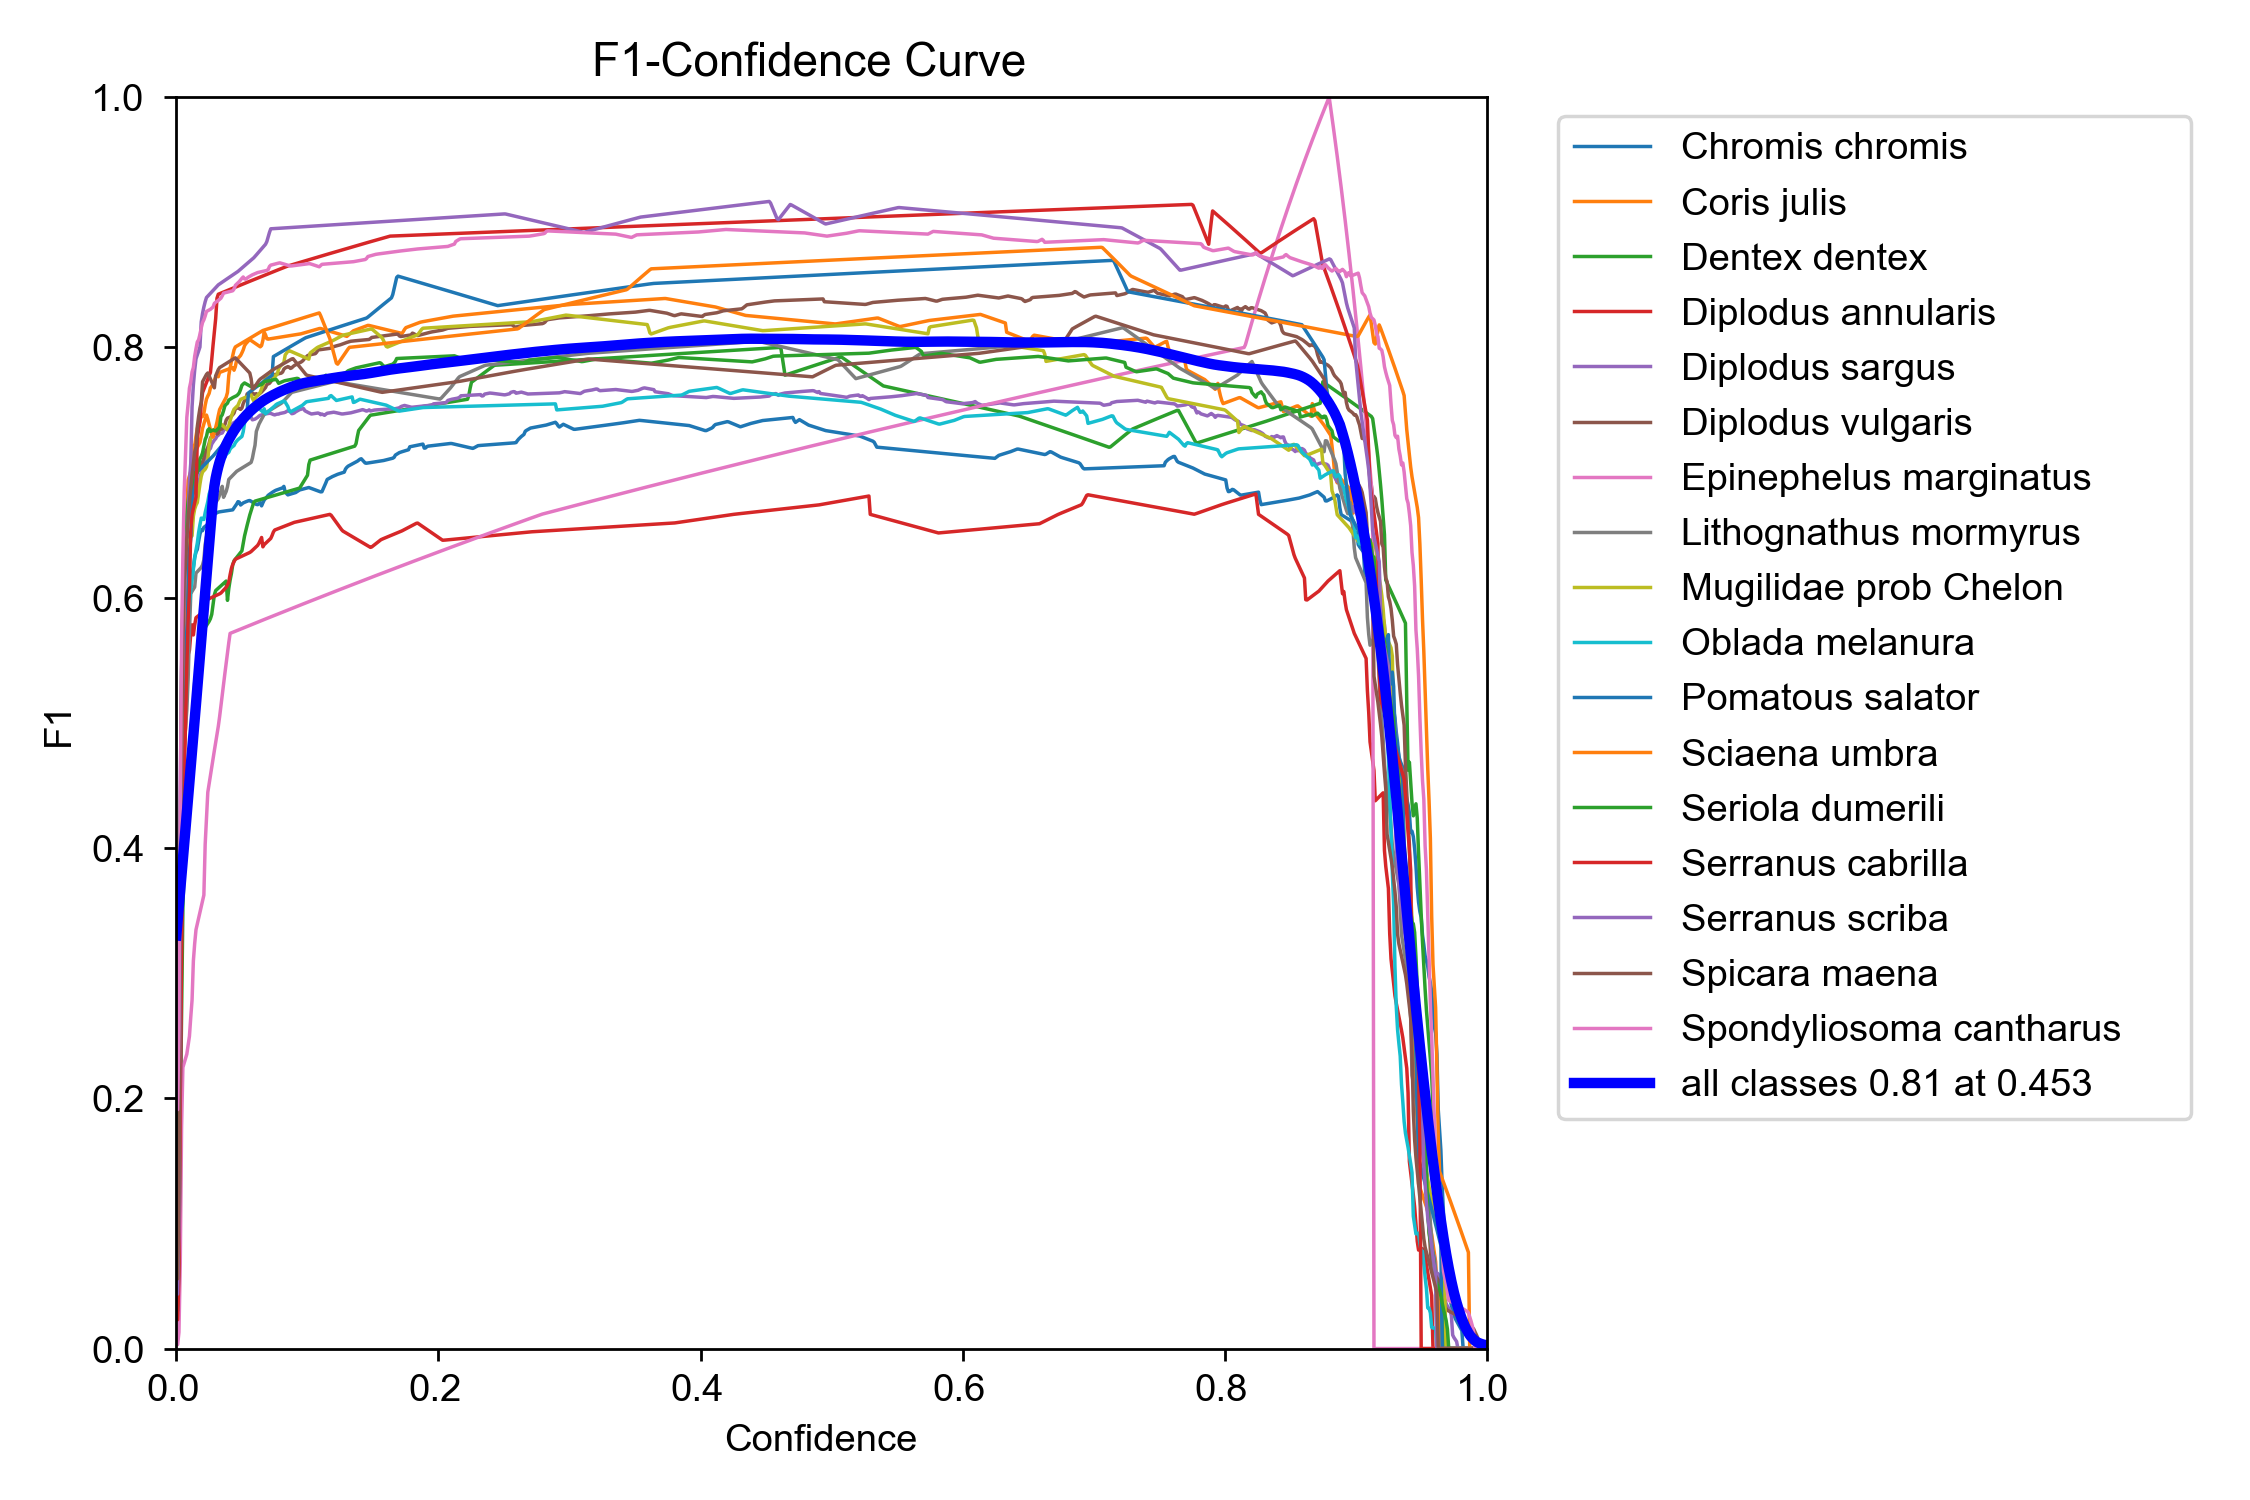 F1-Confidence Curve
1.0
0.8
0.6
0.4
0.2
0.0
F1
0.0 0.2 0.4 0.6 0.8 1.0
Confidence
Chromis chromis
Coris julis
Dentex dentex
Diplodus annularis
Diplodus sargus
Diplodus vulgaris
Epinephelus marginatus
Lithognathus mormyrus
Mugilidae prob Chelon
Oblada melanura
Pomatous salator
Sciaena umbra
Seriola dumerili
Serranus cabrilla
Serranus scriba
Spicara maena
Spondyliosoma cantharus
all classes 0.81 at 0.453